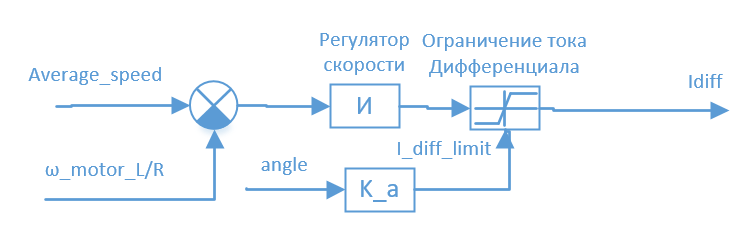 Регулятор
скорости
Ограничение тока
Дифференциала
Average_speed
Idiff
И
I_diff_limit
ω_motor_L/R
angle
K_a